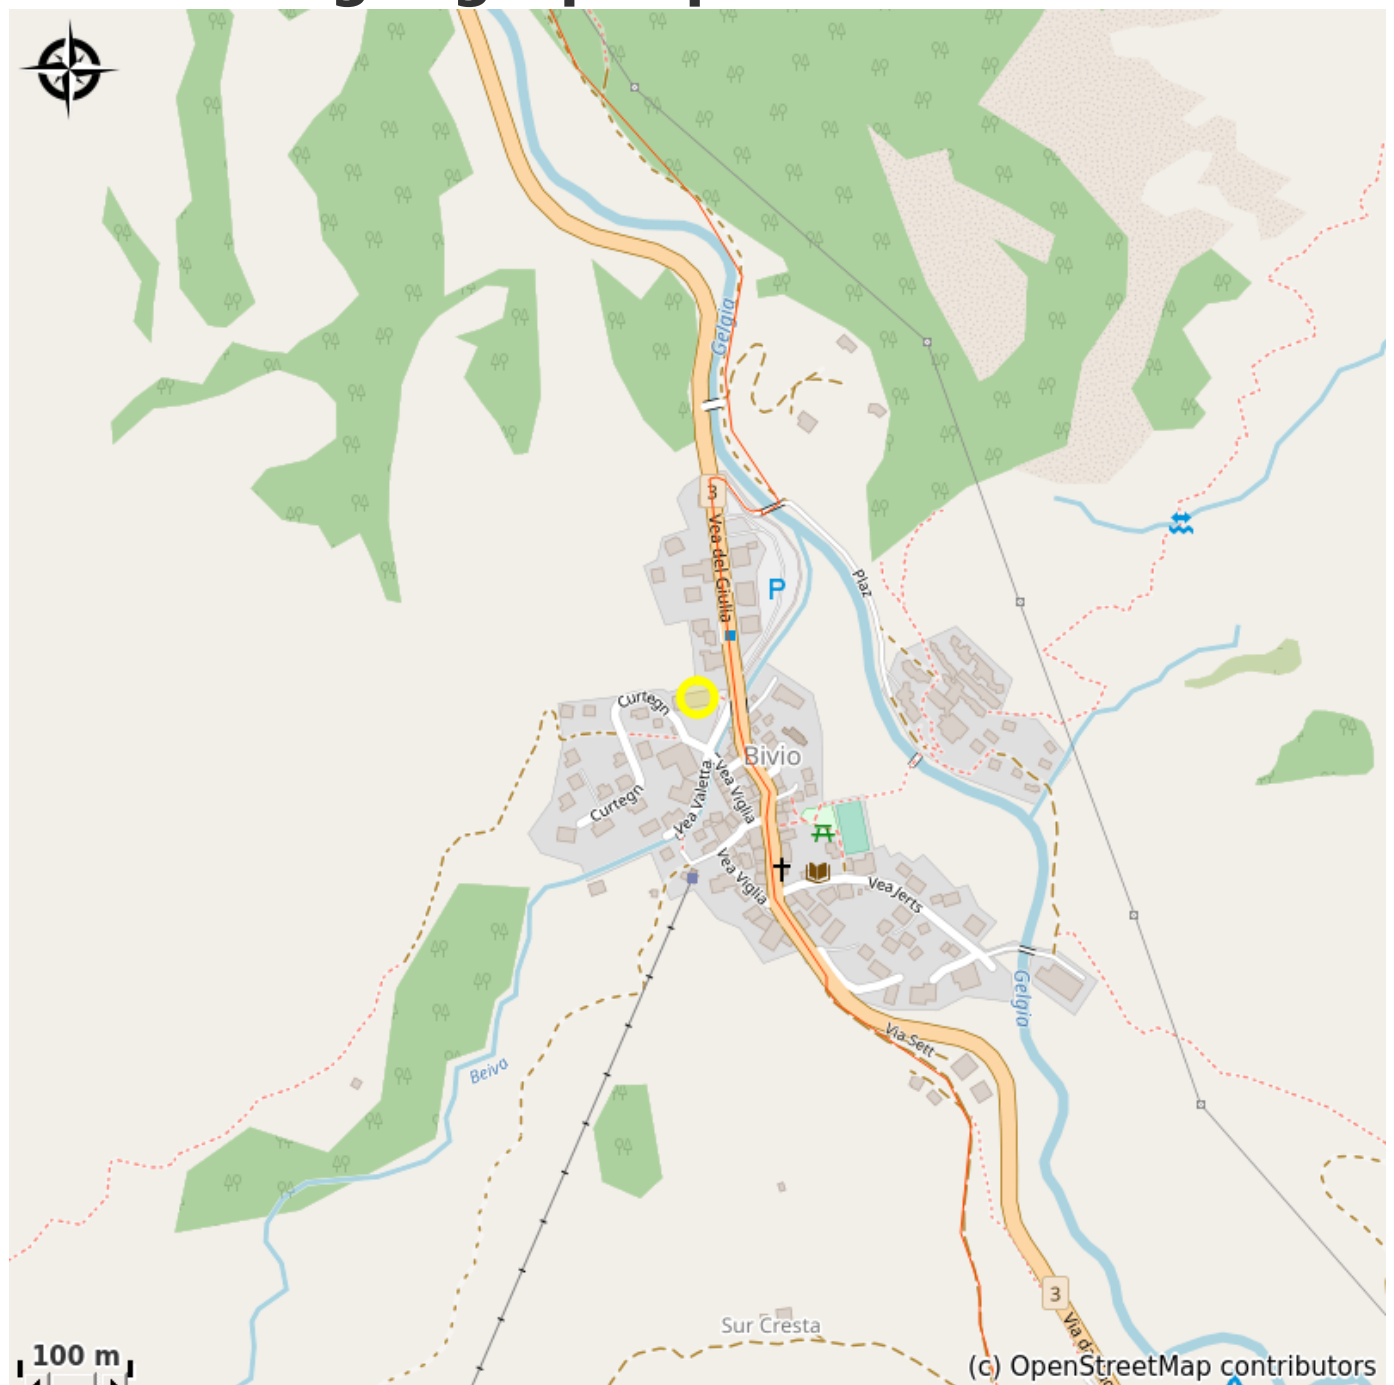 Gelgia
3
Vea del Giulia
Plaz
P
Curtegn
Bivio
Vea Valetta
Vea Viglia
Curtegn
Vea Viglia
Vea Jerts
Gelgia
Via Sett
Beiva
3
Sur Cresta
100 m
(c) OpenStreetMap contributors